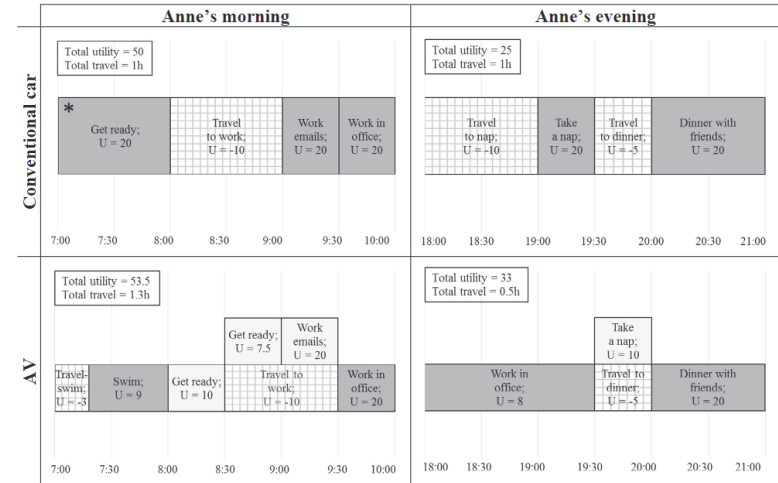 Anne's morning
Anne's evening
Conventional car
Total utility = 50
Total travel = 1h
*
Get ready;
U = 20
Travel
to work;
U = -10
Work
emails;
U = 20
Work in
office;
U = 20
7:00 7:30 8:00 8:30 9:00 9:30 10:00
Total utility = 25
Total travel = 1h
Travel
to nap;
U = -10
Take
a nap;
U = 20
Travel
to dinner;
U = -5
Dinner with
friends;
U = 20
18:00 18:30 19:00 19:30 20:00 20:30 21:00
AV
Total utility = 53.5
Total travel = 1.3h
Travel-
swim;
U = -3
Swim;
U = 9
Get ready;
U = 10
Get ready;
U = 7.5
Work
emails;
U = 20
Travel to
work;
U = -10
Work in
office;
U = 20
7:00 7:30 8:00 8:30 9:00 9:30 10:00
Total utility = 33
Total travel = 0.5h
Work in
office;
U = 8
Take
a nap;
U = 10
Travel to
dinner;
U = -5
Dinner with
friends;
U = 20
18:00 18:30 19:00 19:30 20:00 20:30 21:00